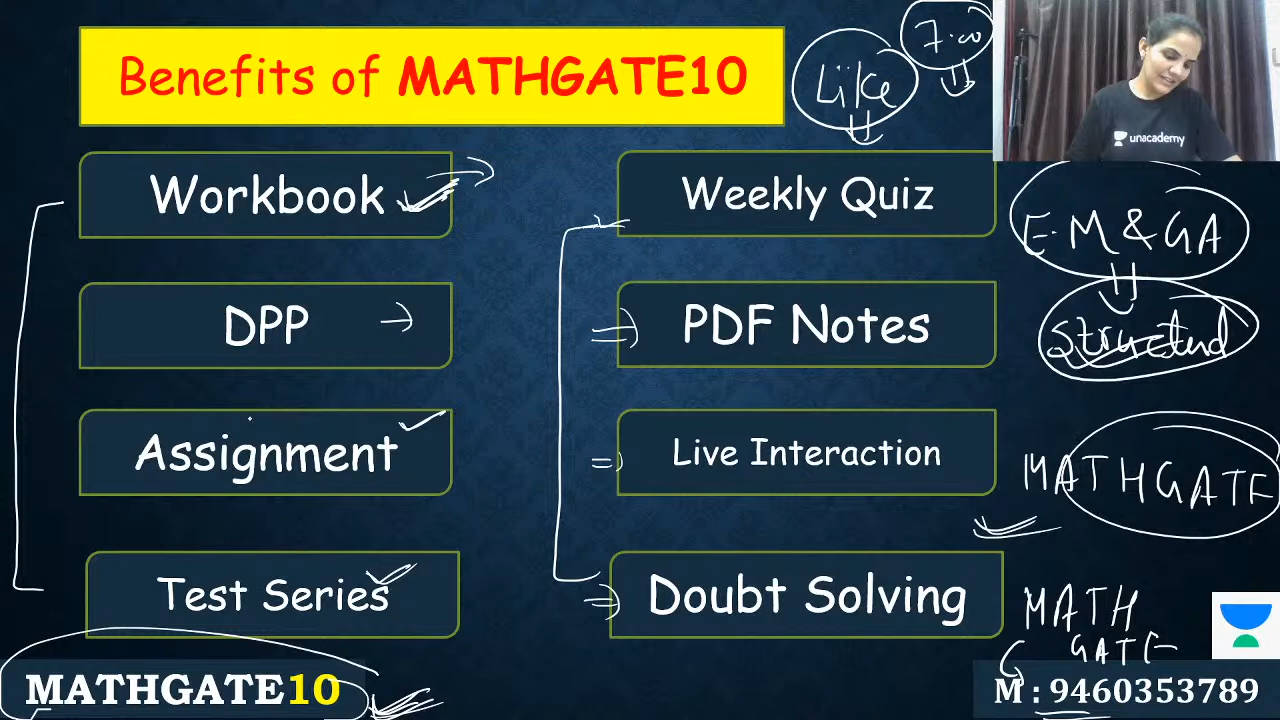 Benefits of MATHGATE10
Like
7.00
unacademy
Workbook
Weekly Quiz
E.M & GA
DPP
PDF Notes
Structured
Assignment
Live Interaction
MATHGATE
Test Series
Doubt Solving
MATH
GATE
MATHGATE10
M : 9460353789